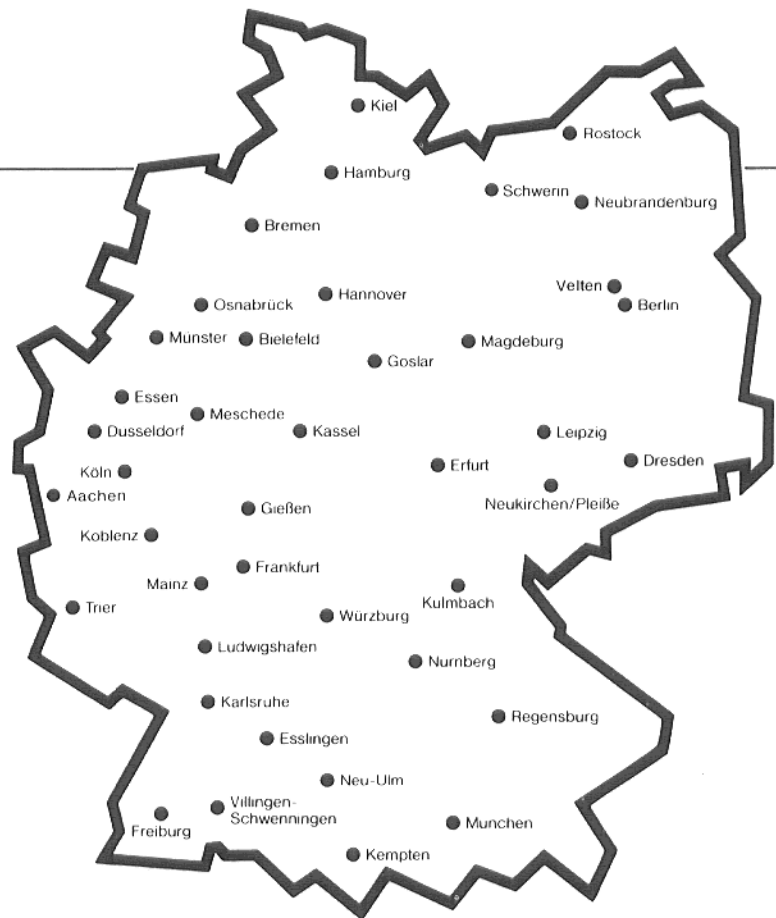 Kiel
Rostock
Hamburg
Schwerin
Neubrandenburg
Bremen
Velten
Hannover
Osnabrück
Berlin
Münster
Bielefeld
Magdeburg
Goslar
Essen
Meschede
Dusseldorf
Kassel
Leipzig
Köln
Erfurt
Dresden
Aachen
Neukirchen/Pleiße
Gießen
Koblenz
Frankfurt
Mainz
Kulmbach
Trier
Würzburg
Ludwigshafen
Nurnberg
Karlsruhe
Regensburg
Esslingen
Neu-Ulm
Villingen-
Schwenningen
Freiburg
Munchen
Kempten